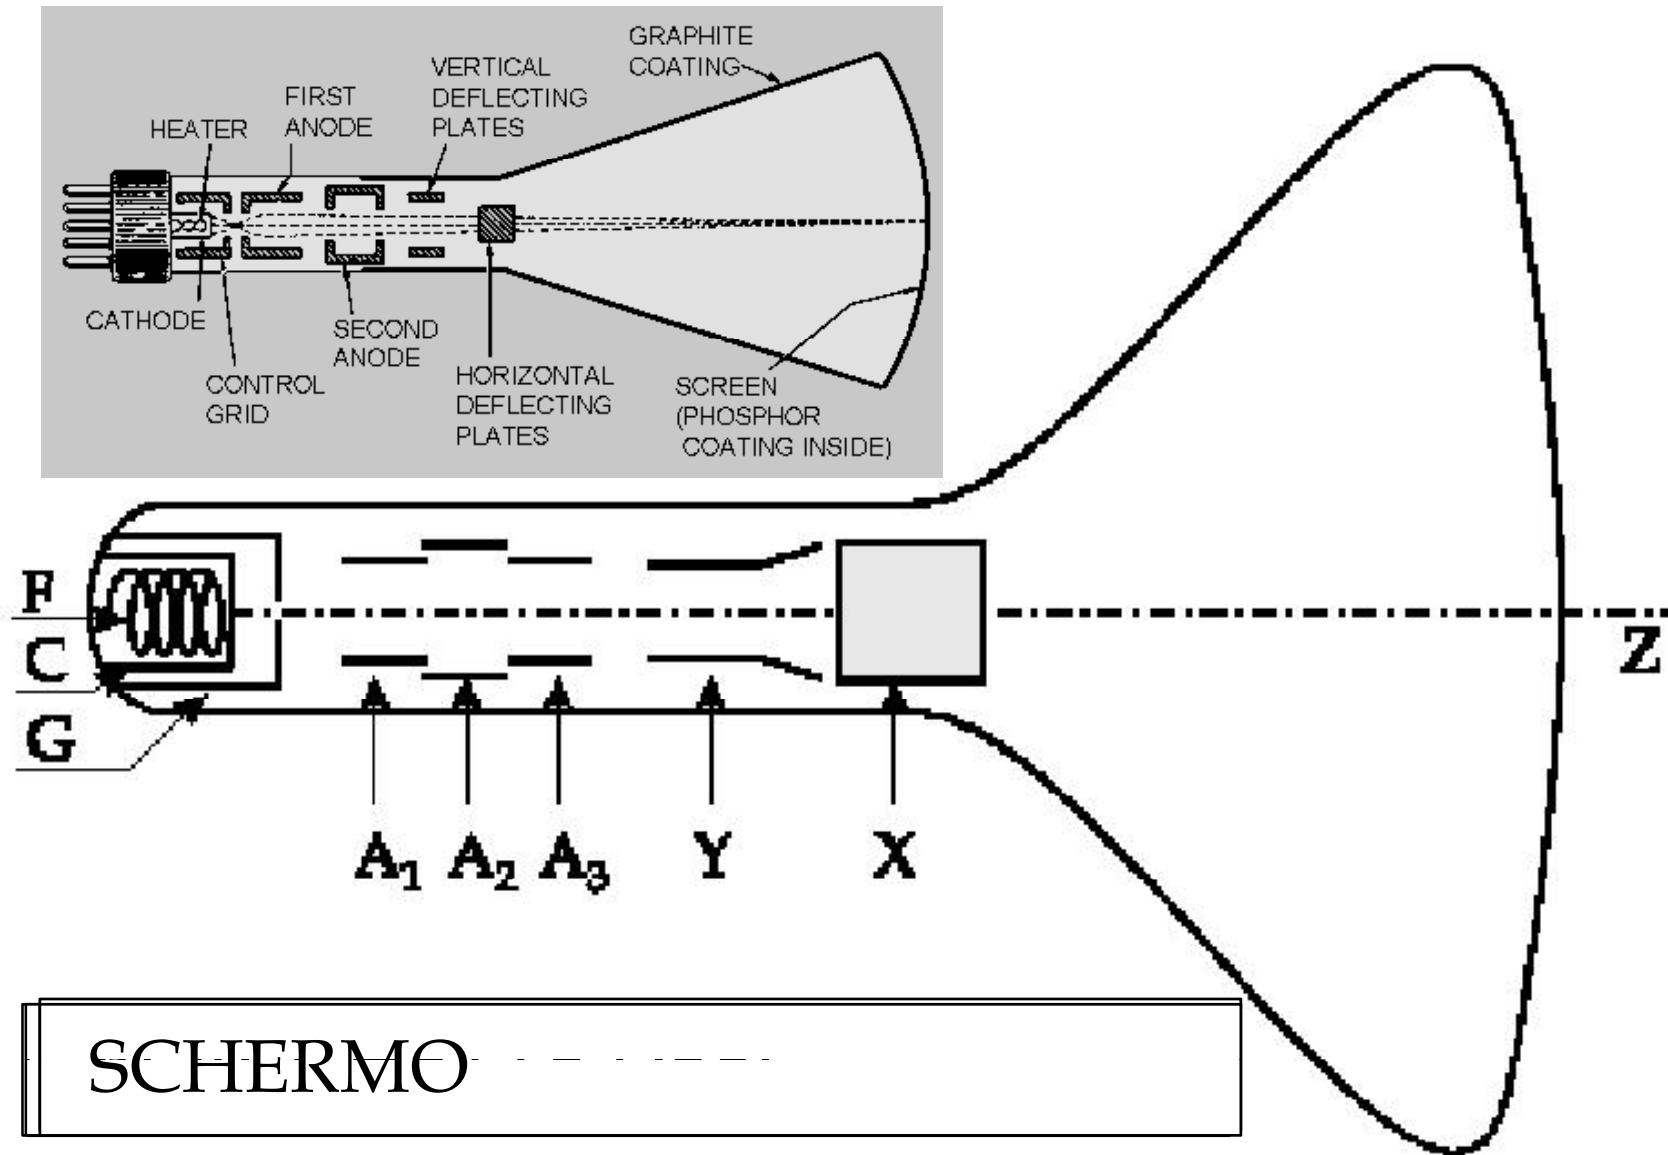 GRAPHITE
COATING
VERTICAL
DEFLECTING
PLATES
FIRST
ANODE
HEATER
CATHODE
CONTROL
GRID
SECOND
ANODE
HORIZONTAL
DEFLECTING
PLATES
SCREEN
(PHOSPHOR
COATING INSIDE)
F
C
G
Z
A1 A2 A3 Y X
SCHERMO